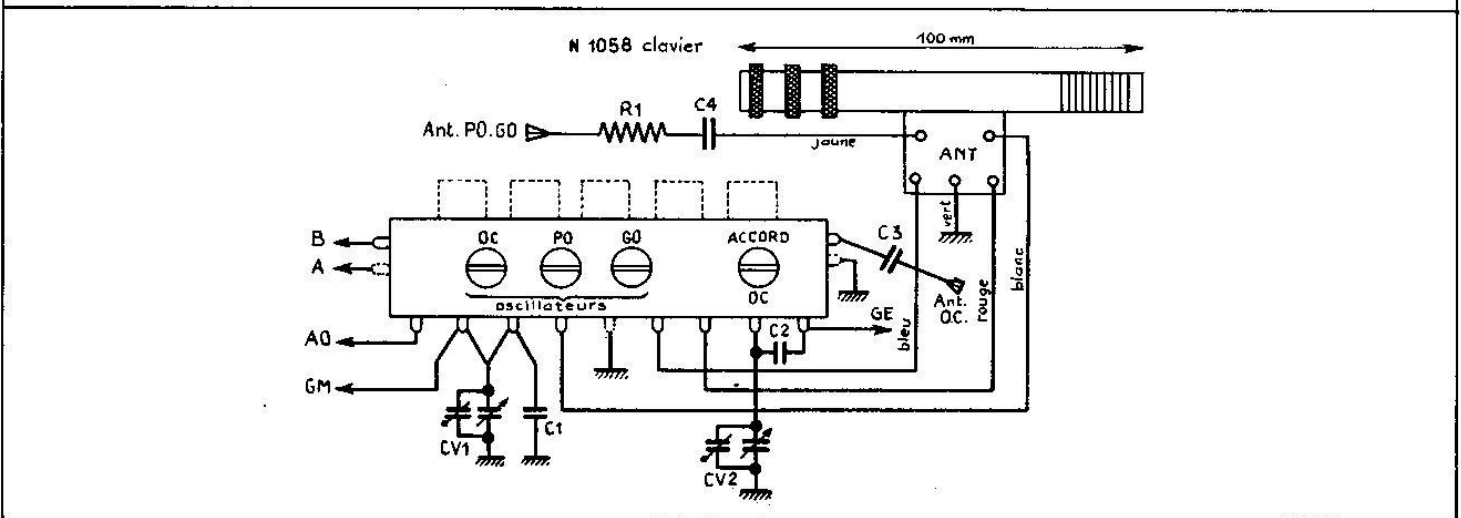 N 1058 clavier
100 mm
Ant. PO.GO
R1
C4
jaune
ANT
vert
B
A
OC
PO
GO
ACCORD
OC
oscillateurs
C3
Ant.
O.C.
rouge
blanc
bleu
GE
C2
AO
GM
CV1
C1
CV2